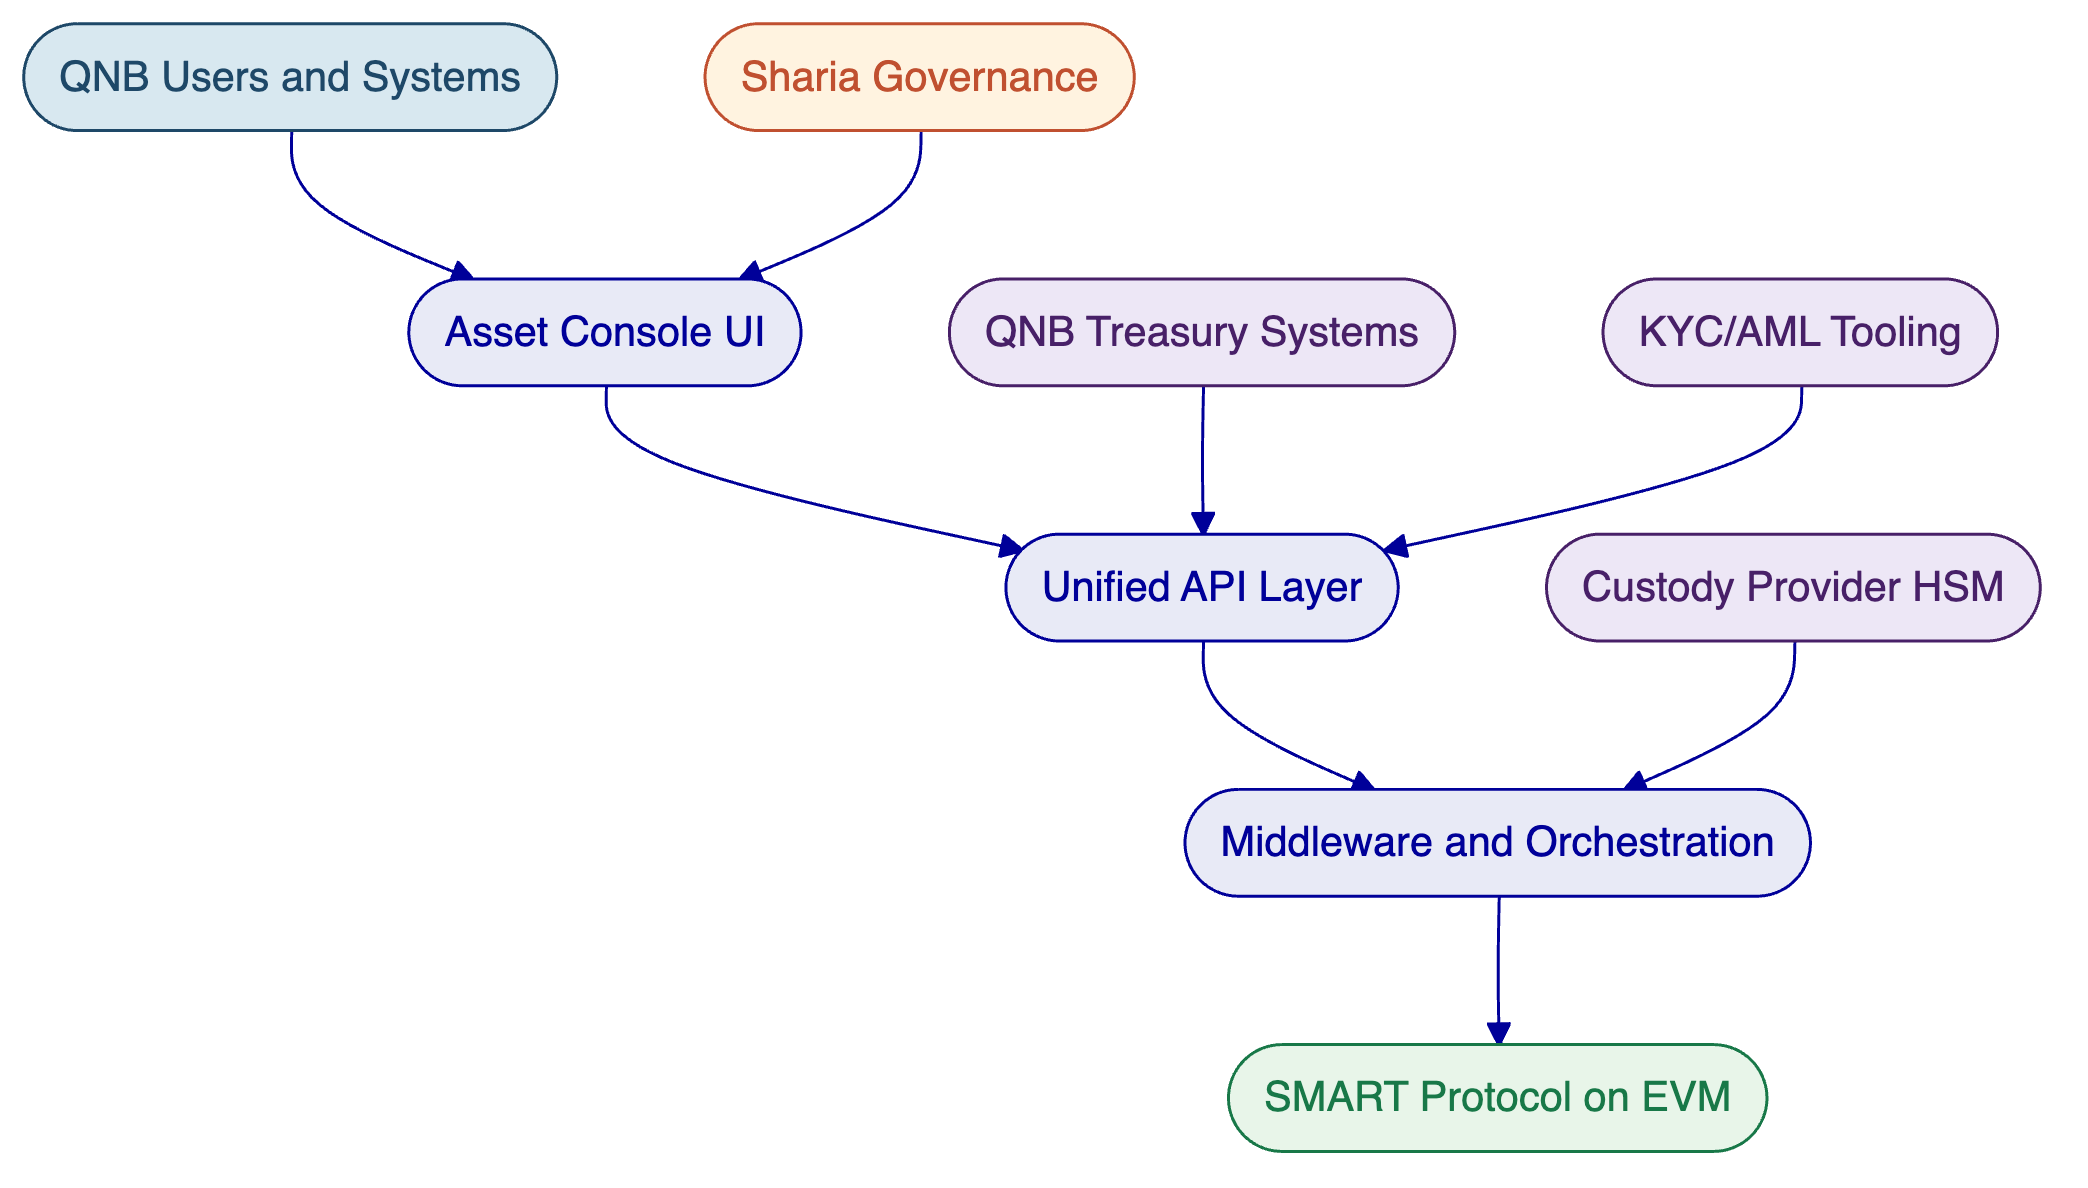 QNB Users and Systems
Sharia Governance
Asset Console UI
QNB Treasury Systems
KYC/AML Tooling
Unified API Layer
Custody Provider HSM
Middleware and Orchestration
SMART Protocol on EVM